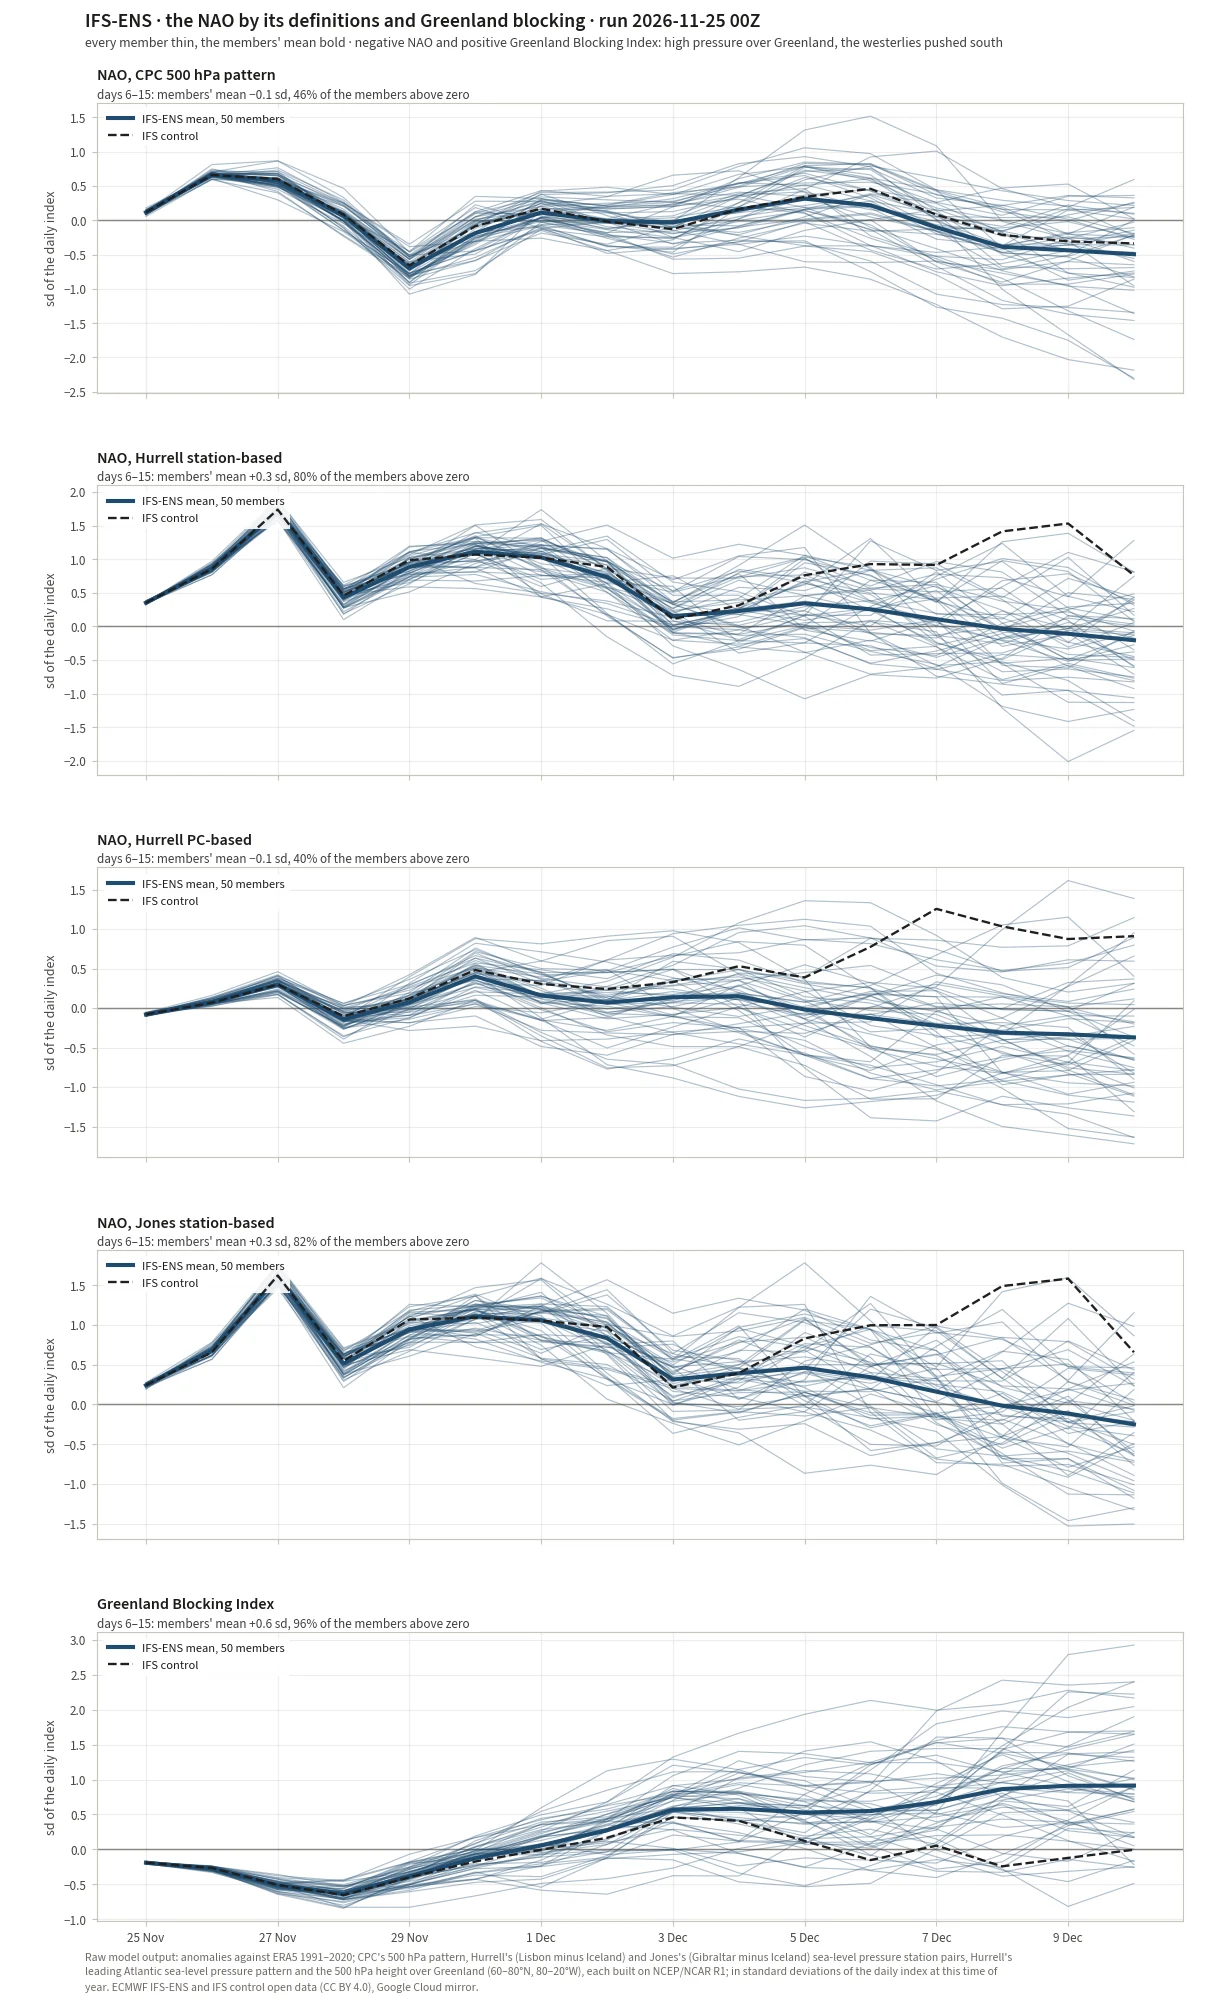 IFS-ENS · the NAO by its definitions and Greenland blocking · run 2026-11-25 00Z
every member thin, the members' mean bold · negative NAO and positive Greenland Blocking Index: high pressure over Greenland, the westerlies pushed south
NAO, CPC 500 hPa pattern
days 6–15: members' mean −0.1 sd, 46% of the members above zero
IFS-ENS mean, 50 members
IFS control
sd of the daily index
1.5
1.0
0.5
0.0
−0.5
−1.0
−1.5
−2.0
−2.5
NAO, Hurrell station-based
days 6–15: members' mean +0.3 sd, 80% of the members above zero
IFS-ENS mean, 50 members
IFS control
sd of the daily index
2.0
1.5
1.0
0.5
0.0
−0.5
−1.0
−1.5
−2.0
NAO, Hurrell PC-based
days 6–15: members' mean −0.1 sd, 40% of the members above zero
IFS-ENS mean, 50 members
IFS control
sd of the daily index
1.5
1.0
0.5
0.0
−0.5
−1.0
−1.5
NAO, Jones station-based
days 6–15: members' mean +0.3 sd, 82% of the members above zero
IFS-ENS mean, 50 members
IFS control
sd of the daily index
1.5
1.0
0.5
0.0
−0.5
−1.0
−1.5
Greenland Blocking Index
days 6–15: members' mean +0.6 sd, 96% of the members above zero
IFS-ENS mean, 50 members
IFS control
sd of the daily index
3.0
2.5
2.0
1.5
1.0
0.5
0.0
−0.5
−1.0
25 Nov 27 Nov 29 Nov 1 Dec 3 Dec 5 Dec 7 Dec 9 Dec
Raw model output: anomalies against ERA5 1991–2020; CPC's 500 hPa pattern, Hurrell's (Lisbon minus Iceland) and Jones's (Gibraltar minus Iceland) sea-level pressure station pairs, Hurrell's
leading Atlantic sea-level pressure pattern and the 500 hPa height over Greenland (60–80°N, 80–20°W), each built on NCEP/NCAR R1; in standard deviations of the daily index at this time of
year. ECMWF IFS-ENS and IFS control open data (CC BY 4.0), Google Cloud mirror.